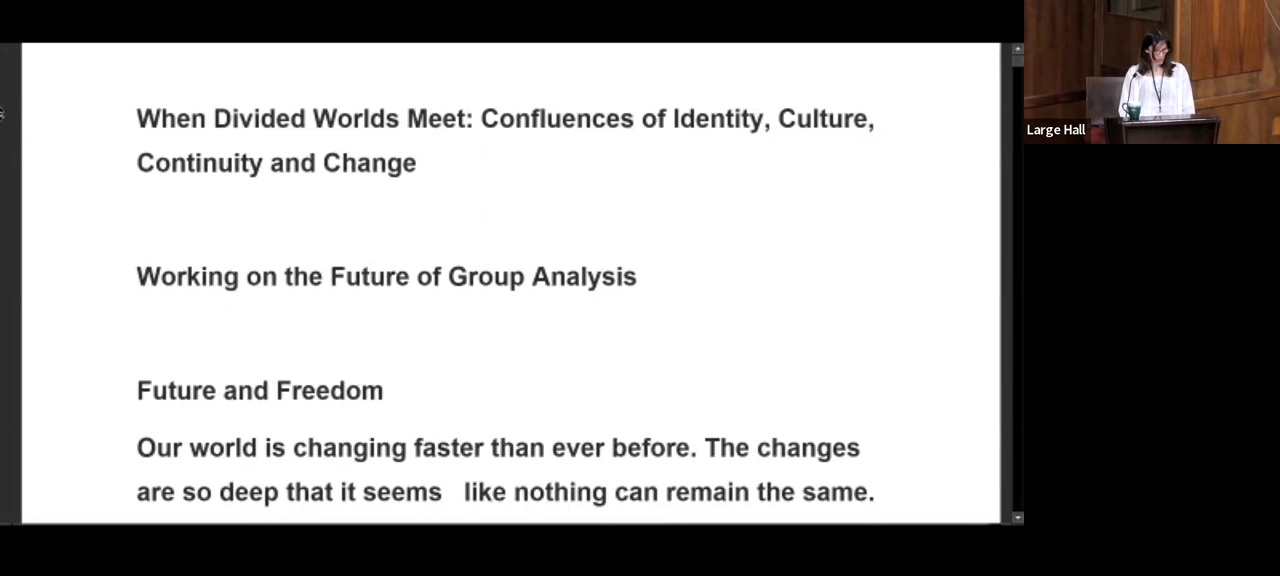 When Divided Worlds Meet: Confluences of Identity, Culture,
Continuity and Change
Working on the Future of Group Analysis
Future and Freedom
Our world is changing faster than ever before. The changes
are so deep that it seems like nothing can remain the same.
Large Hall